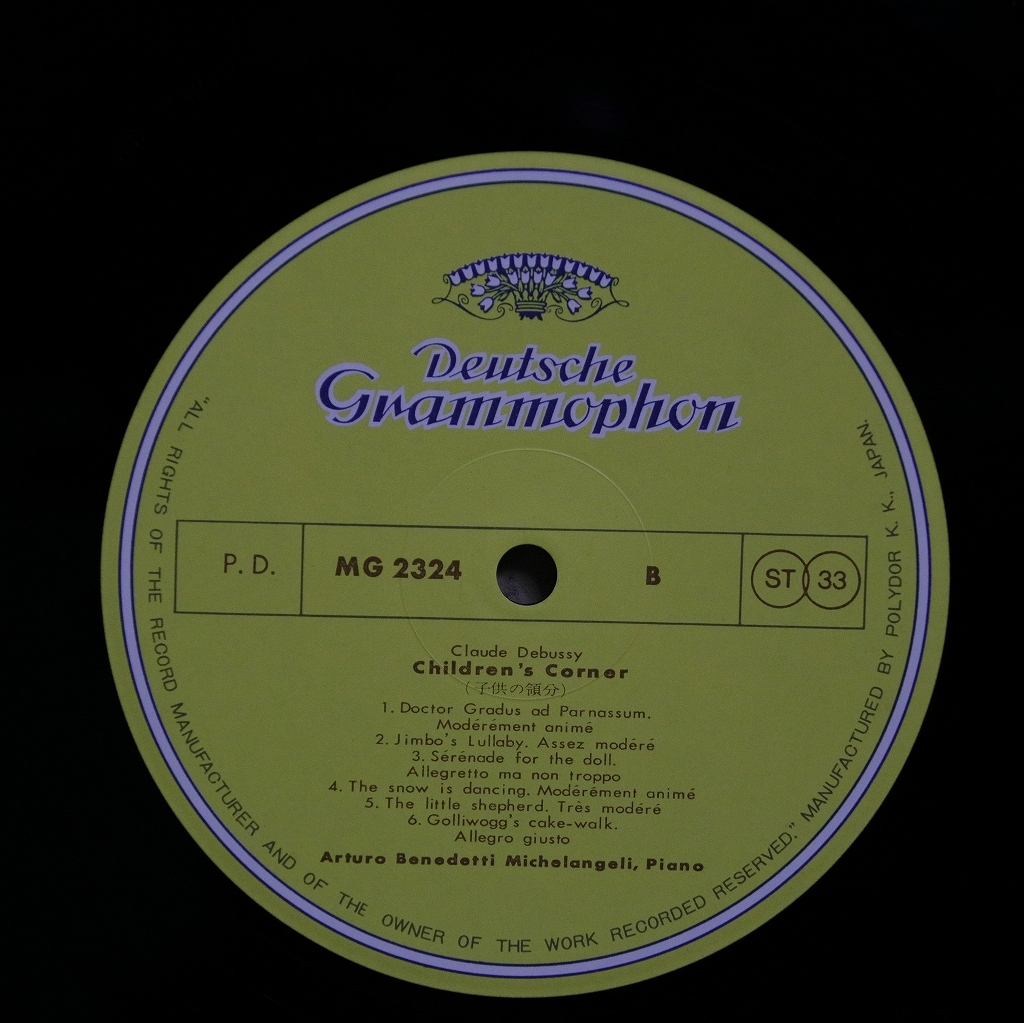 Deutsche
Grammophon
P. D.
MG 2324
B
ST 33
Claude Debussy
Children's Corner
(子供の領分)
1. Doctor Gradus ad Parnassum.
Modérément animé
2. Jimbo's Lullaby. Assez modéré
3. Sérénade for the doll.
Allegretto ma non troppo
4. The snow is dancing. Modérément animé
5. The little shepherd. Très modéré
6. Golliwogg's cake-walk.
Allegro giusto
Arturo Benedetti Michelangeli, Piano
"ALL RIGHTS OF THE RECORD MANUFACTURER AND OF THE OWNER OF THE WORK RECORDED RESERVED." MANUFACTURED BY POLYDOR K. K., JAPAN.